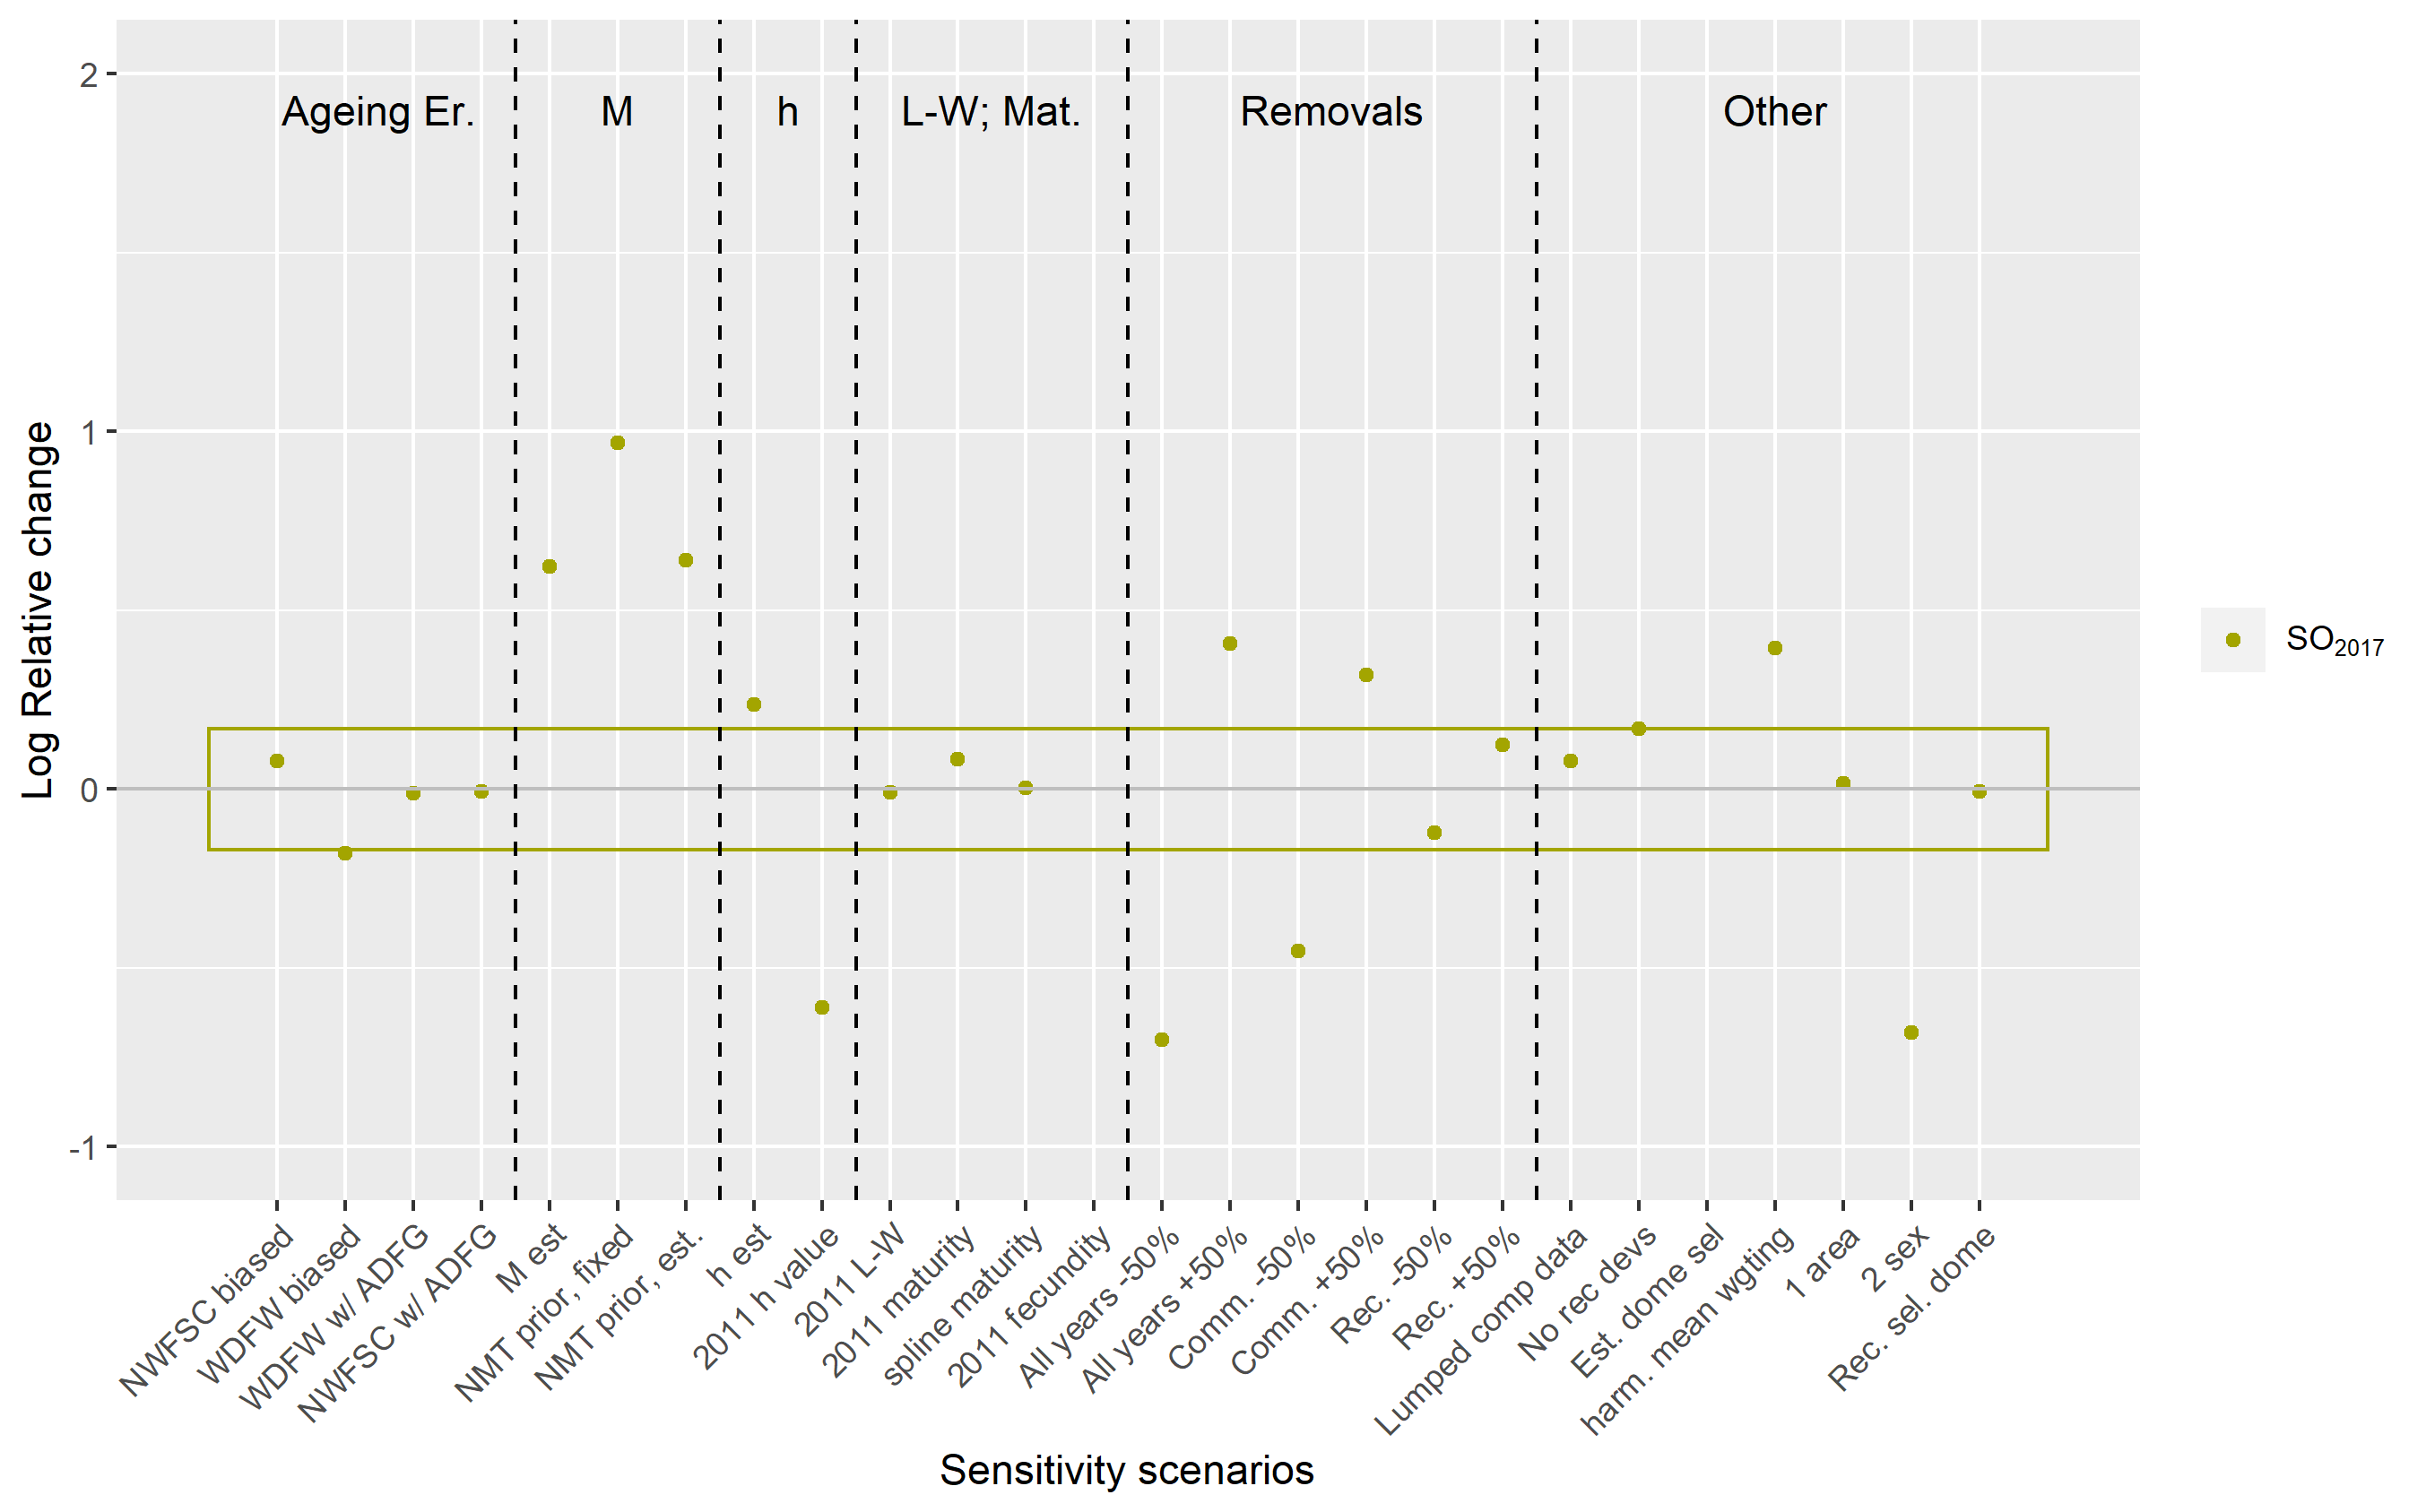 Ageing Er.
M
h
L-W; Mat.
Removals
Other
2
1
0
-1
Log Relative change
SO2017
NWFSC biased
WDFW biased
WDFW w/ ADFG
NWFSC w/ ADFG
M est
NMT prior, fixed
NMT prior, est.
h est
2011 h value
2011 L-W
2011 maturity
spline maturity
2011 fecundity
All years -50%
All years +50%
Comm. -50%
Comm. +50%
Rec. -50%
Rec. +50%
Lumped comp data
No rec devs
Est. dome sel
harm. mean wgting
1 area
2 sex
Rec. sel. dome
Sensitivity scenarios